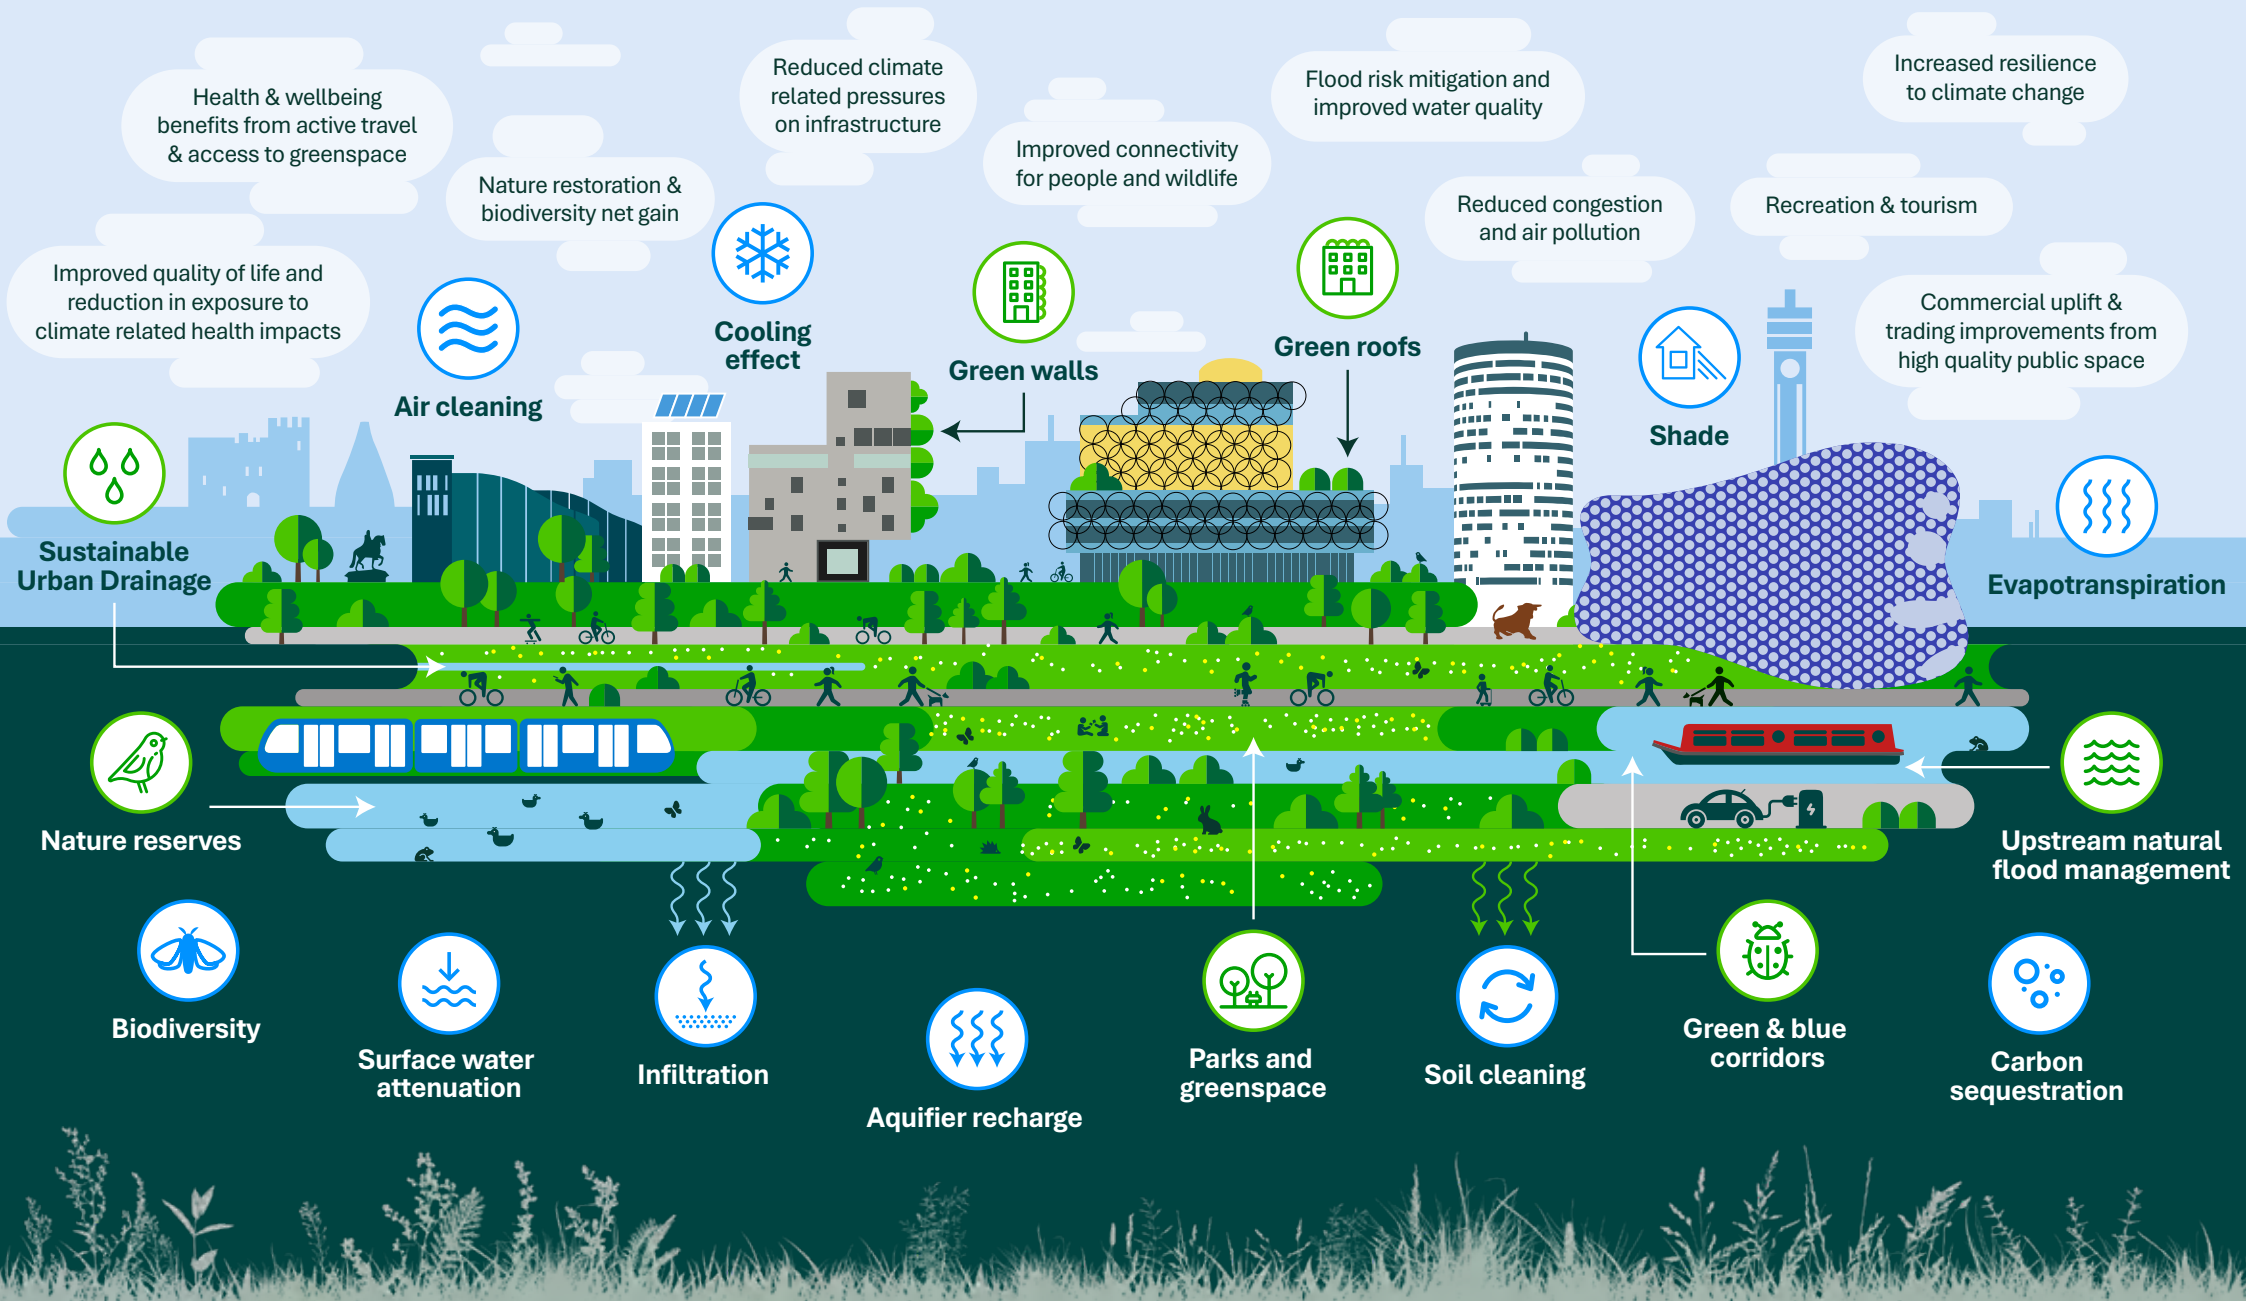 Health & wellbeing
benefits from active travel
& access to greenspace
Reduced climate
related pressures
on infrastructure
Flood risk mitigation and
improved water quality
Increased resilience
to climate change
Nature restoration &
biodiversity net gain
Improved connectivity
for people and wildlife
Reduced congestion
and air pollution
Recreation & tourism
Improved quality of life and
reduction in exposure to
climate related health impacts
Commercial uplift &
trading improvements from
high quality public space
Cooling
effect
Green walls
Green roofs
Air cleaning
Shade
Sustainable
Urban Drainage
Evapotranspiration
Nature reserves
Upstream natural
flood management
Biodiversity
Surface water
attenuation
Infiltration
Aquifier recharge
Parks and
greenspace
Soil cleaning
Green & blue
corridors
Carbon
sequestration